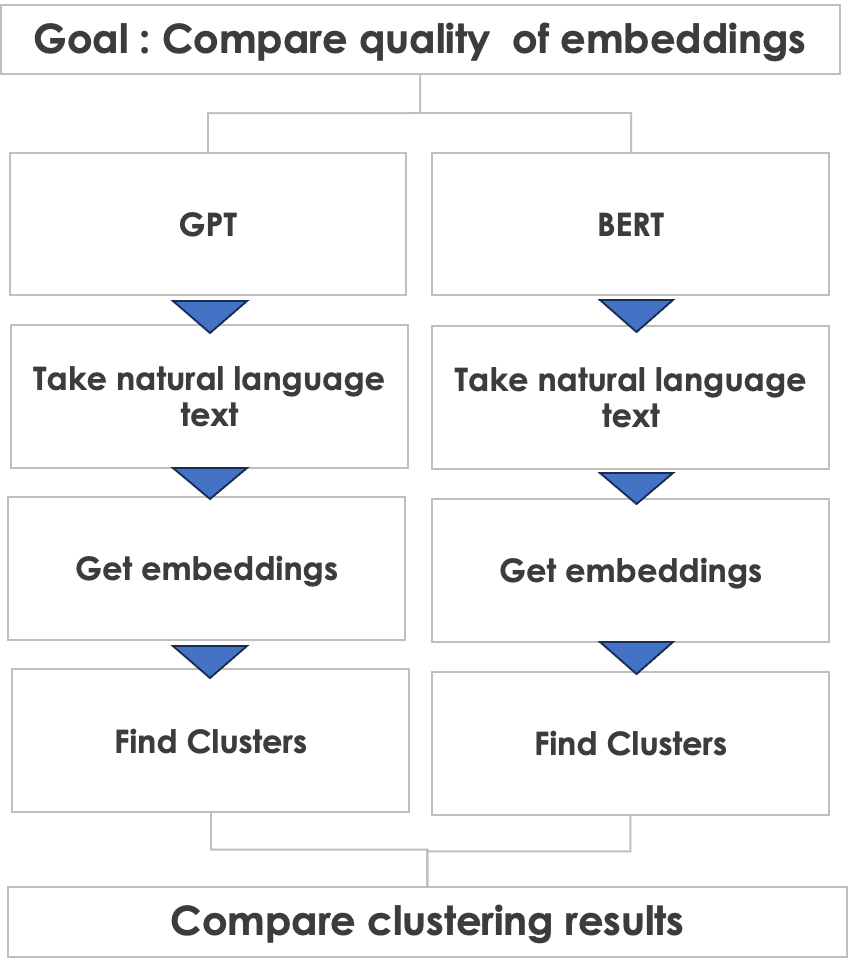 Goal : Compare quality  of embeddings
GPT
BERT
Take natural language
text
Take natural language
text
Get embeddings
Get embeddings
Find Clusters
Find Clusters
Compare clustering results